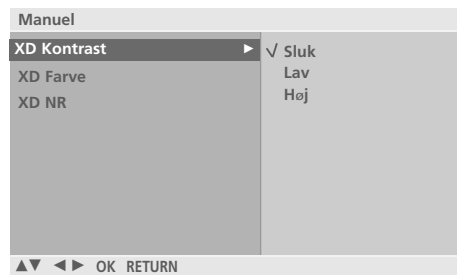 Manuel
XD Kontrast ► √ Sluk
XD Farve Lav
XD NR Høj
▲▼ ◄► OK RETURN